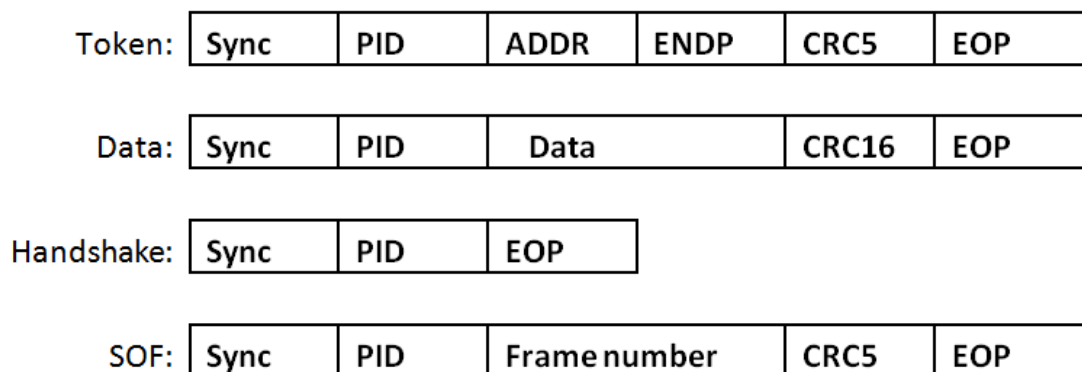 Token: Sync PID ADDR ENDP CRC5 EOP
Data: Sync PID Data CRC16 EOP
Handshake: Sync PID EOP
SOF: Sync PID Frame number CRC5 EOP